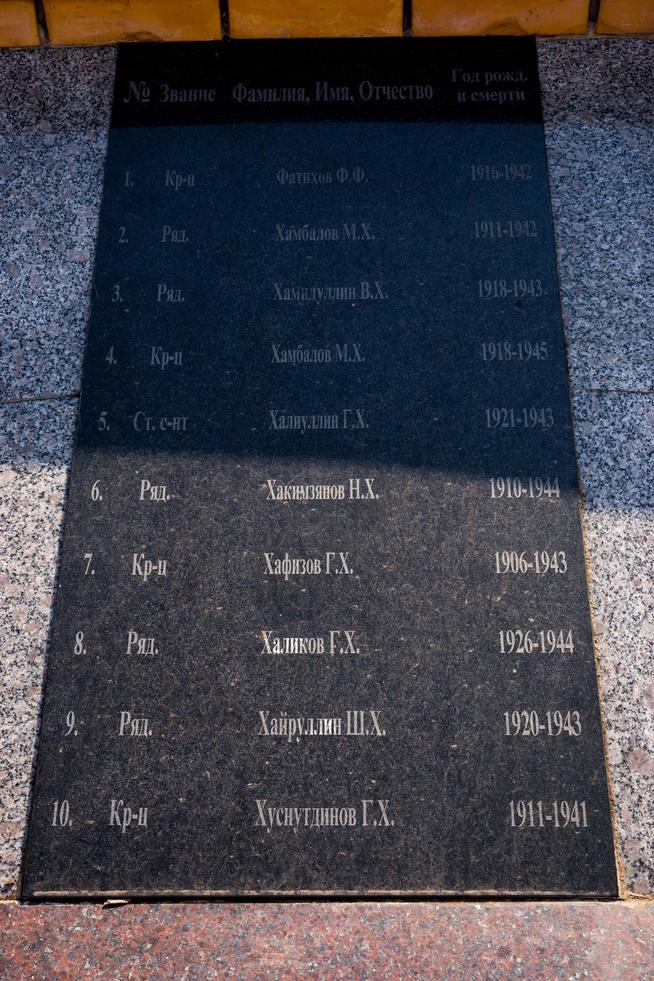 № Звание Фамилия, Имя, Отчество Год рожд. и смерти
1. Кр-ц Фатихов Ф.Ф. 1916-1942
2. Ряд. Хамбалов М.Х. 1911-1942
3. Ряд. Хамидуллин В.Х. 1918-1943
4. Кр-ц Хамбалов М.Х. 1918-1945
5. Ст. с-нт Халиуллин Г.Х. 1921-1943
6. Ряд. Хакимзянов Н.Х. 1910-1944
7. Кр-ц Хафизов Г.Х. 1906-1943
8. Ряд. Халиков Г.Х. 1926-1944
9. Ряд. Хайруллин Ш.Х. 1920-1943
10. Кр-ц Хуснутдинов Г.Х. 1911-1941